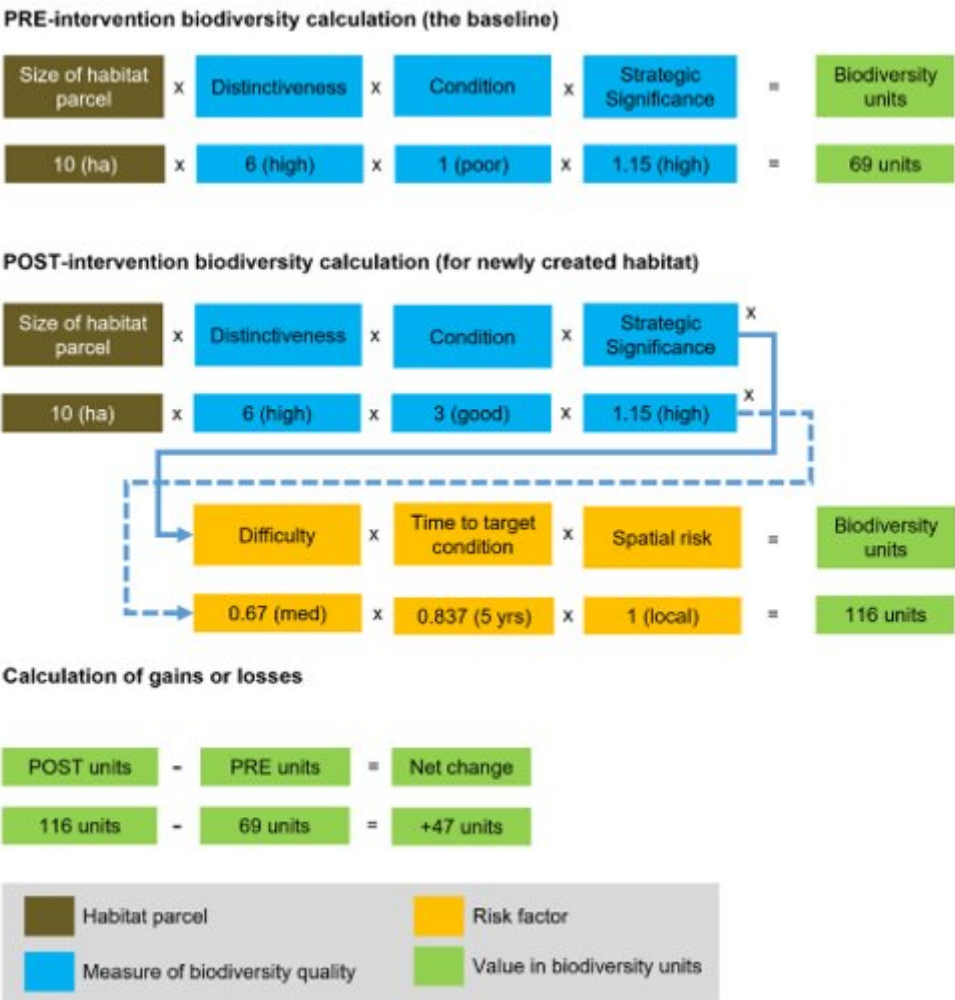 PRE-intervention biodiversity calculation (the baseline)
Size of habitat parcel x Distinctiveness x Condition x Strategic Significance = Biodiversity units
10 (ha) x 6 (high) x 1 (poor) x 1.15 (high) = 69 units
POST-intervention biodiversity calculation (for newly created habitat)
Size of habitat parcel x Distinctiveness x Condition x Strategic Significance x
10 (ha) x 6 (high) x 3 (good) x 1.15 (high) x
Difficulty x Time to target condition x Spatial risk = Biodiversity units
0.67 (med) x 0.837 (5 yrs) x 1 (local) = 116 units
Calculation of gains or losses
POST units - PRE units = Net change
116 units - 69 units = +47 units
Habitat parcel
Risk factor
Measure of biodiversity quality
Value in biodiversity units